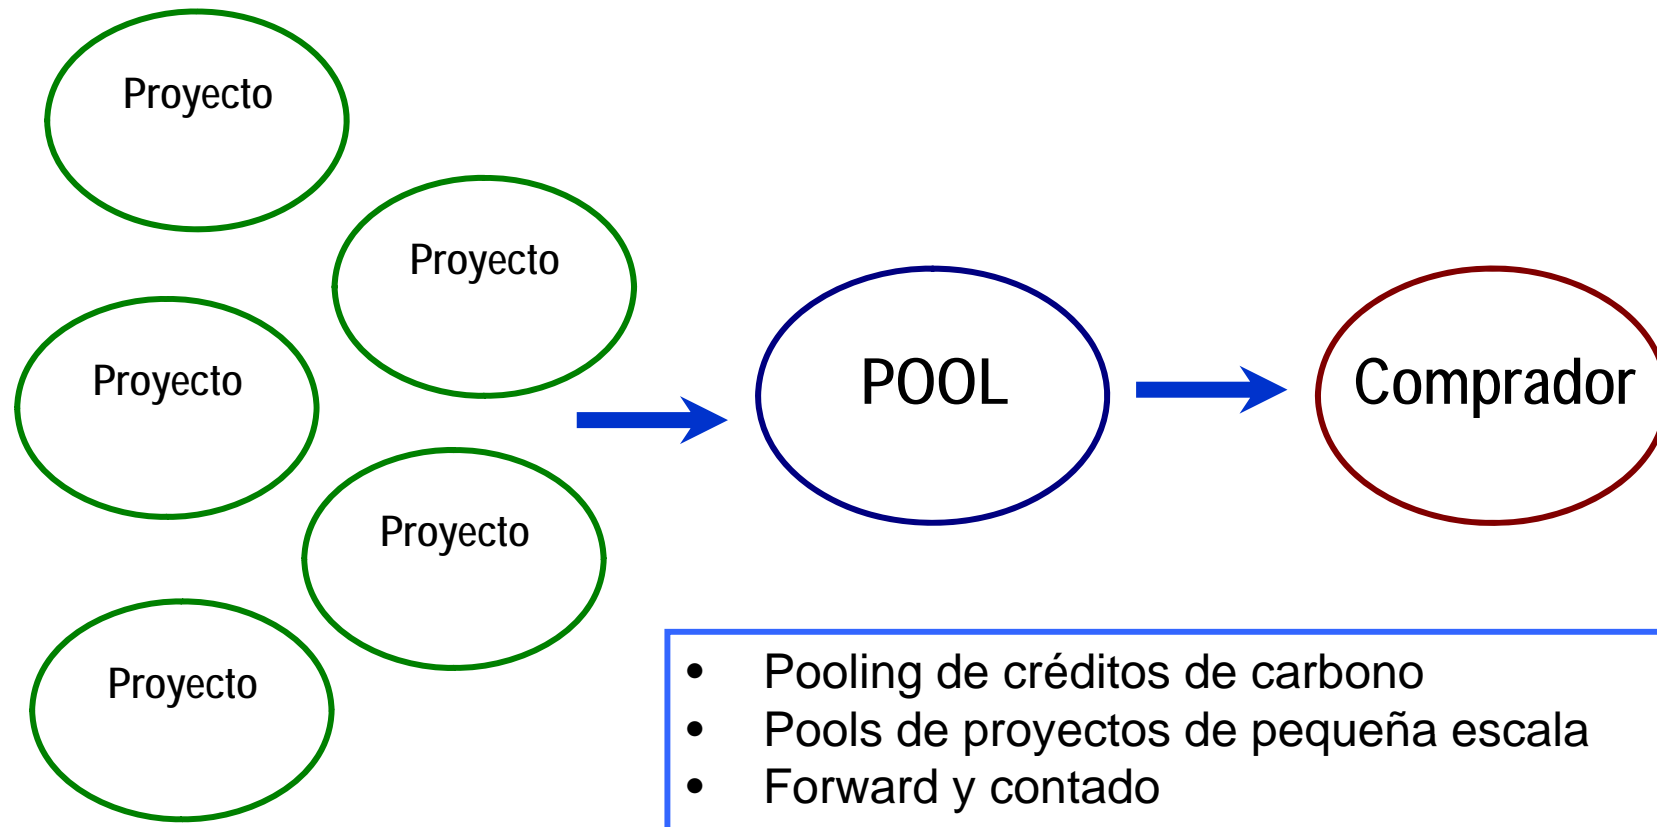 Proyecto
Proyecto
Proyecto
Proyecto
Proyecto
POOL
Comprador
• Pooling de créditos de carbono
• Pools de proyectos de pequeña escala
• Forward y contado